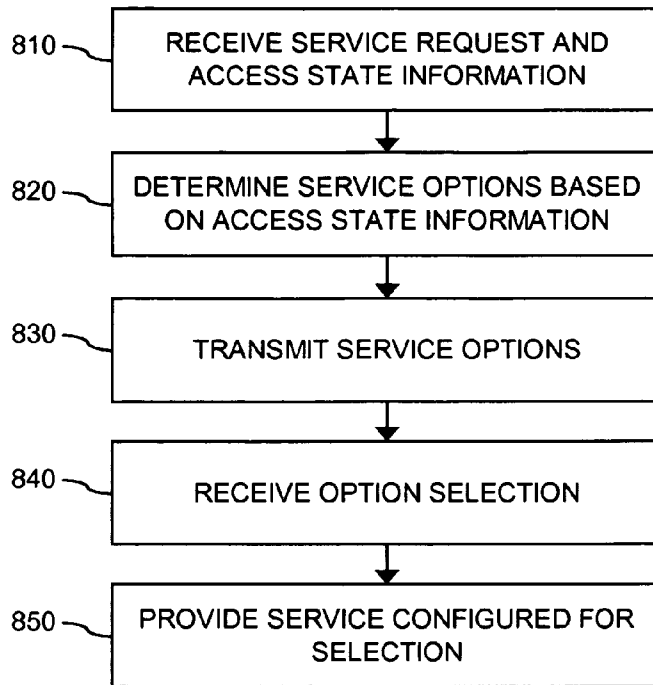 810
RECEIVE SERVICE REQUEST AND
ACCESS STATE INFORMATION
820
DETERMINE SERVICE OPTIONS BASED
ON ACCESS STATE INFORMATION
830
TRANSMIT SERVICE OPTIONS
840
RECEIVE OPTION SELECTION
850
PROVIDE SERVICE CONFIGURED FOR
SELECTION